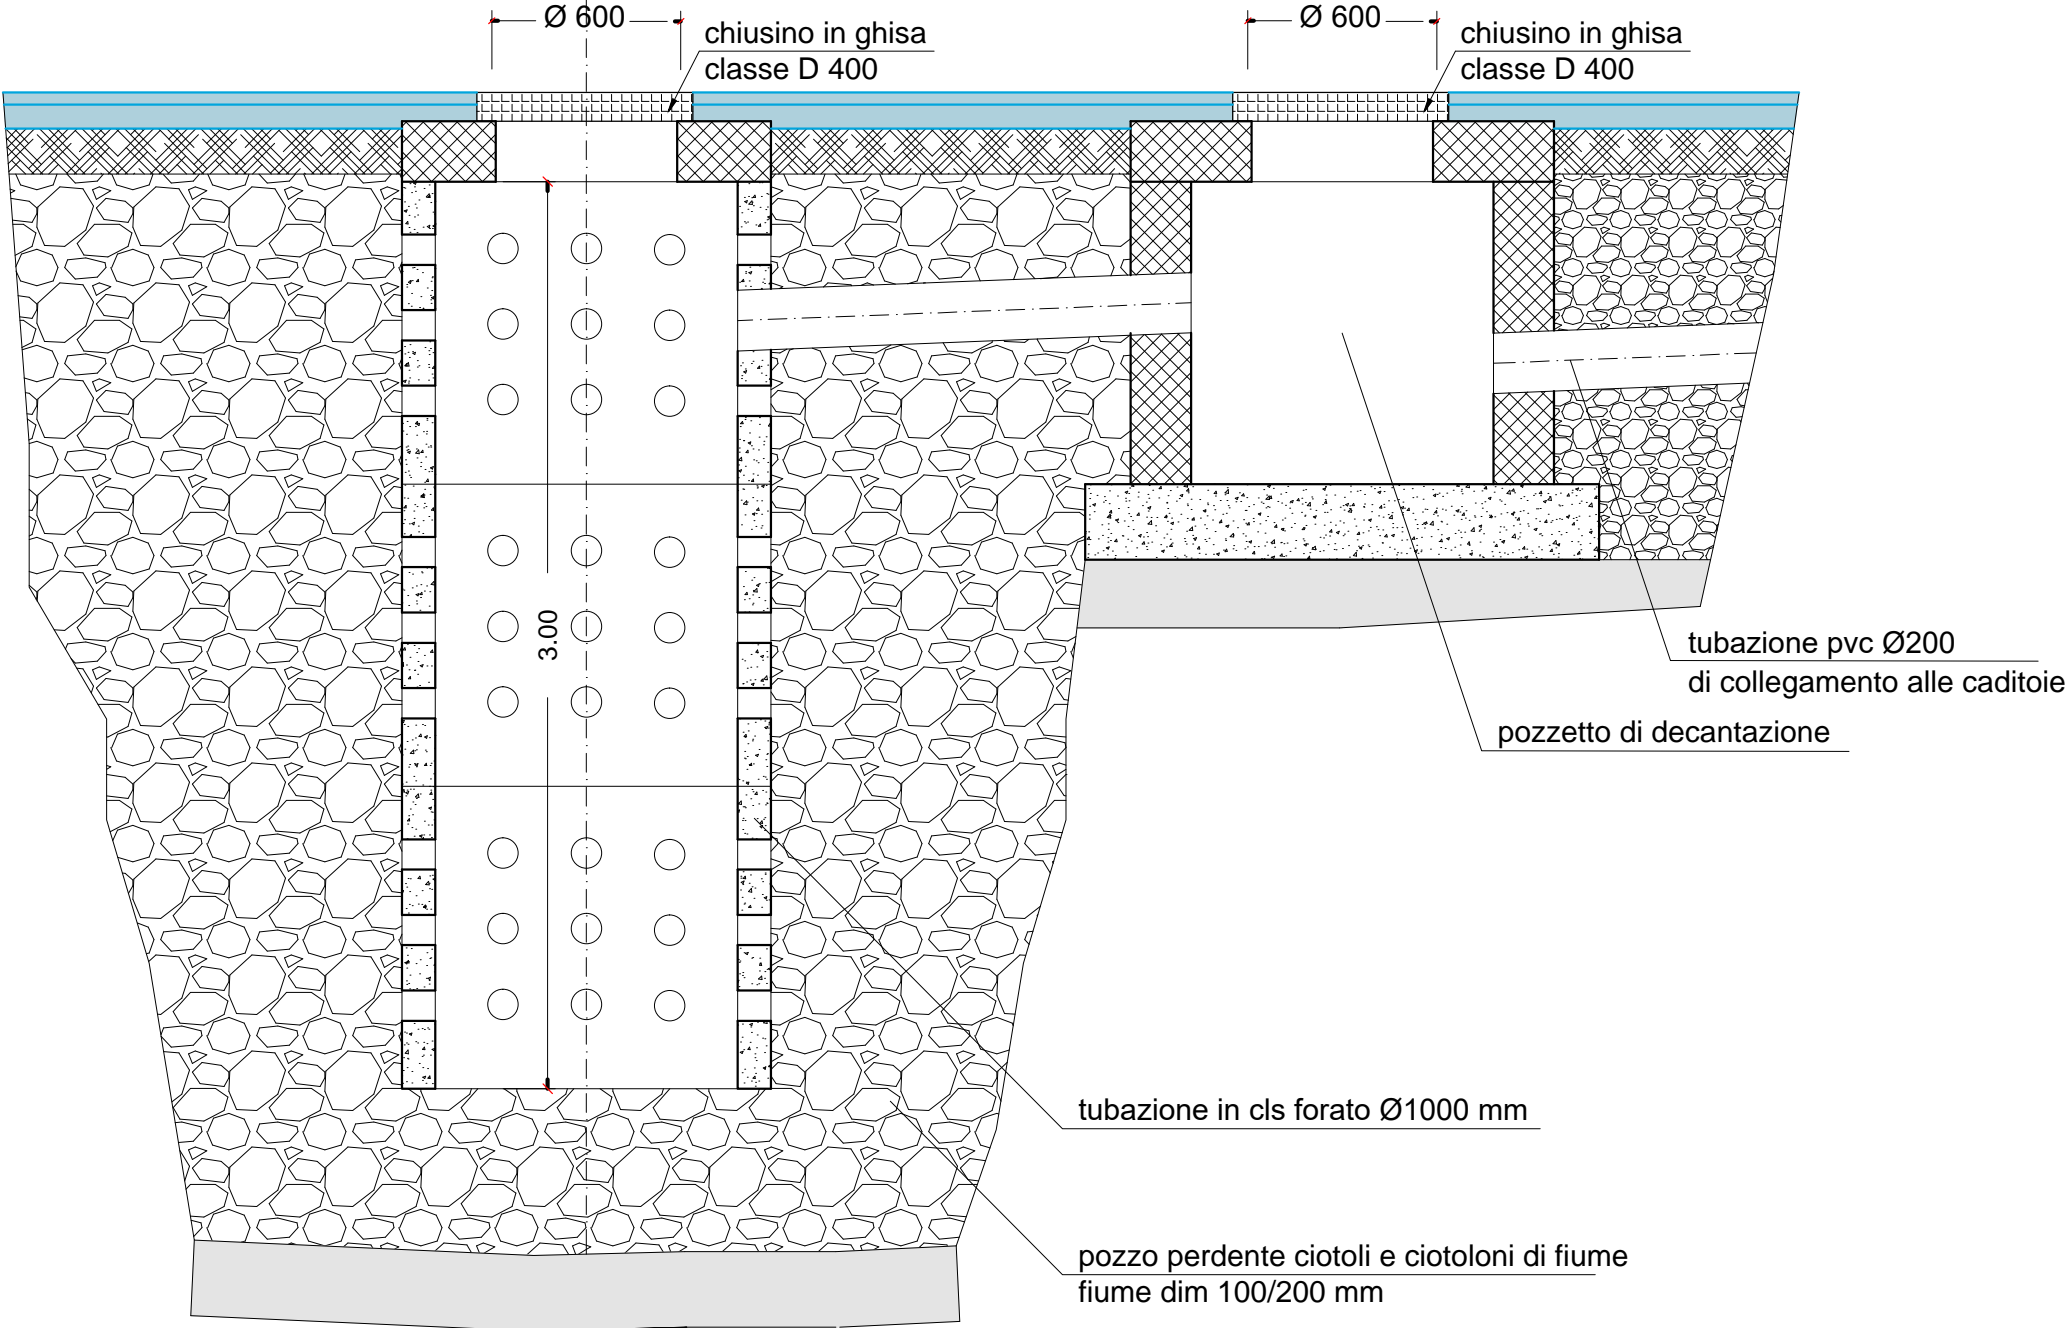 Ø 600
chiusino in ghisa
classe D 400
Ø 600
chiusino in ghisa
classe D 400
3.00
tubazione pvc Ø200
di collegamento alle caditoie
pozzetto di decantazione
tubazione in cls forato Ø1000 mm
pozzo perdente ciotoli e ciotoloni di fiume
fiume dim 100/200 mm